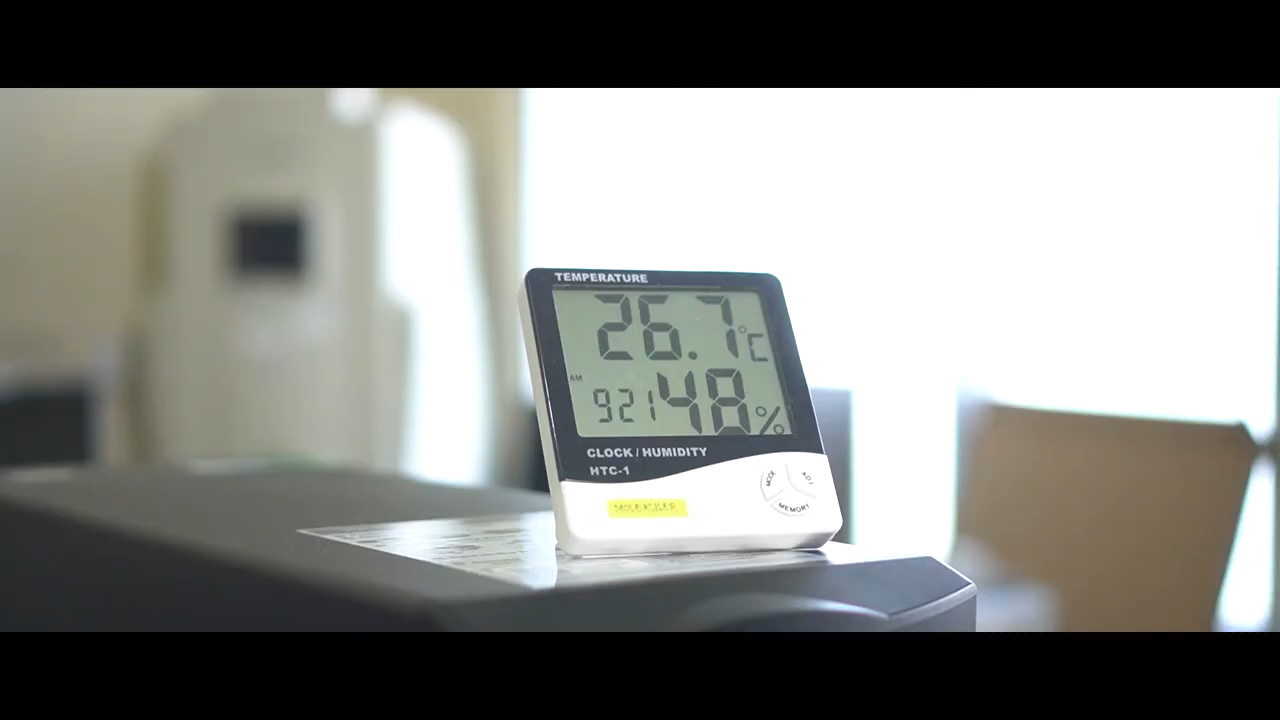 TEMPERATURE
26.7°C
AM 921 48%
CLOCK / HUMIDITY
HTC-1
MODE
ADJ
MEMORY